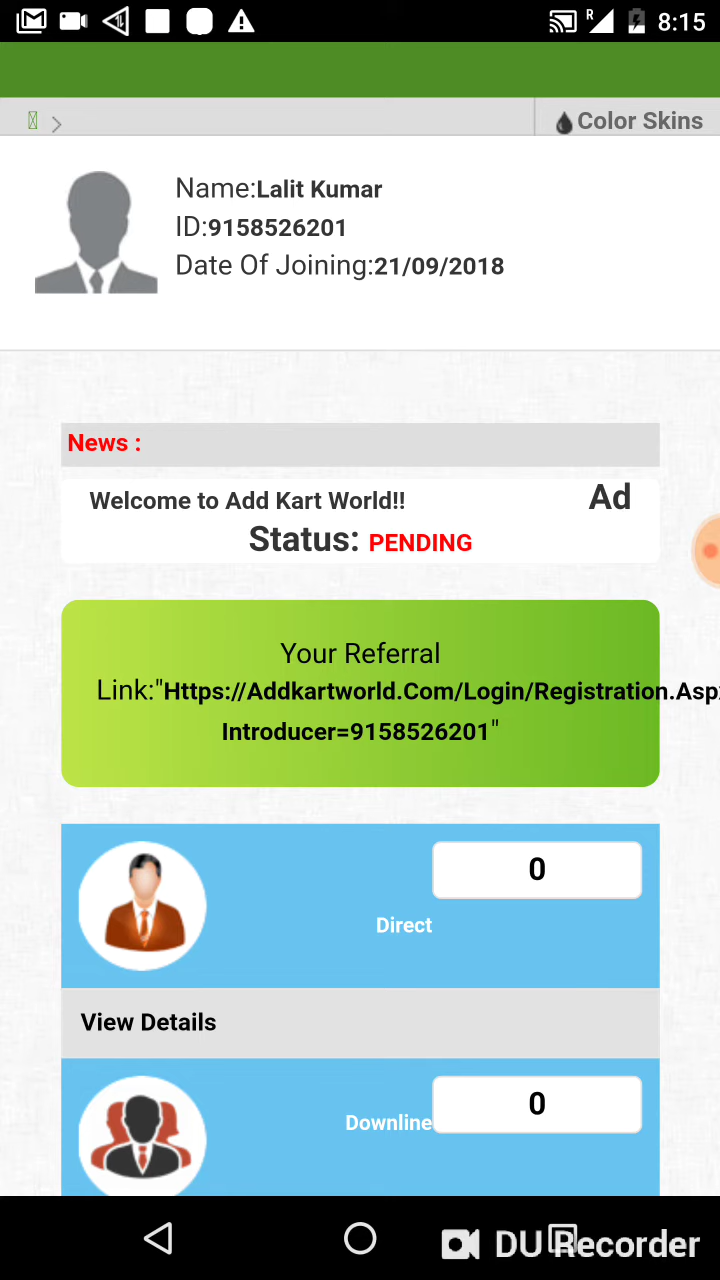 R 8:15
Color Skins
Name:Lalit Kumar
ID:9158526201
Date Of Joining:21/09/2018
News :
Welcome to Add Kart World!! Ad
Status: PENDING
Your Referral
Link:"Https://Addkartworld.Com/Login/Registration.Asp
Introducer=9158526201"
0
Direct
View Details
0
Downline
DU Recorder